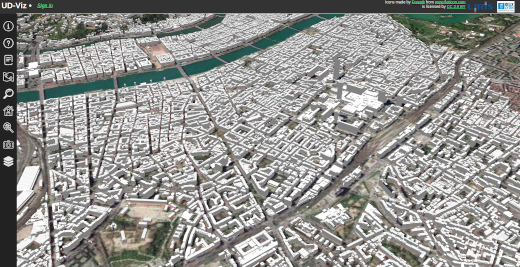 UD-Viz
Sign in
Icons made by Freepik from www.flaticon.com
is licensed by CC 3.0 BY
LIRIS